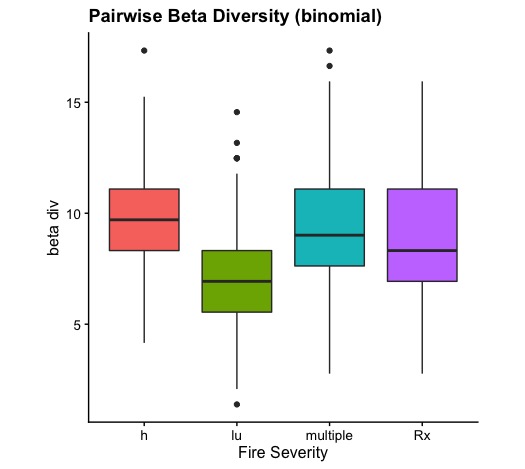 Pairwise Beta Diversity (binomial)
15
10
5
beta div
h lu multiple Rx
Fire Severity